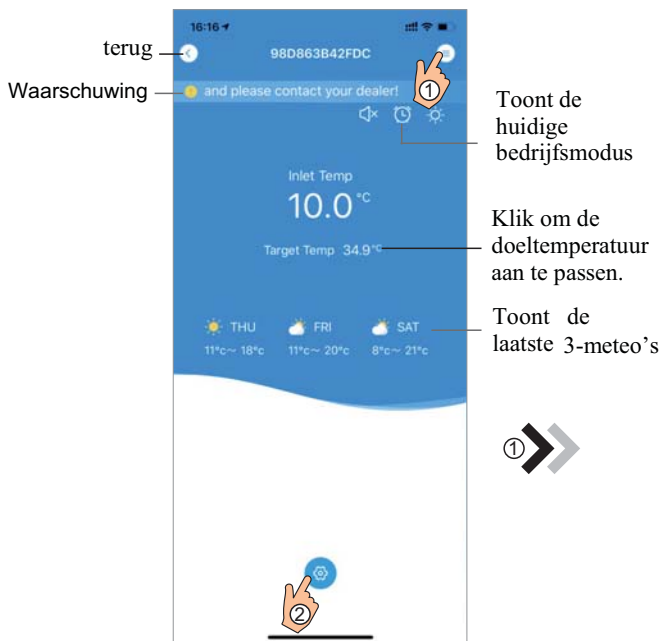 16:16
terug
98D863B42FDC
Waarschuwing
and please contact your dealer!
①
Toont de
huidige
bedrijfsmodus
Inlet Temp
10.0 °C
Target Temp 34.9°C
Klik om de
doeltemperatuur
aan te passen.
THU FRI SAT
11°c~ 18°c 11°c~ 20°c 8°c~ 21°c
Toont de
laatste 3-meteo’s
①
②